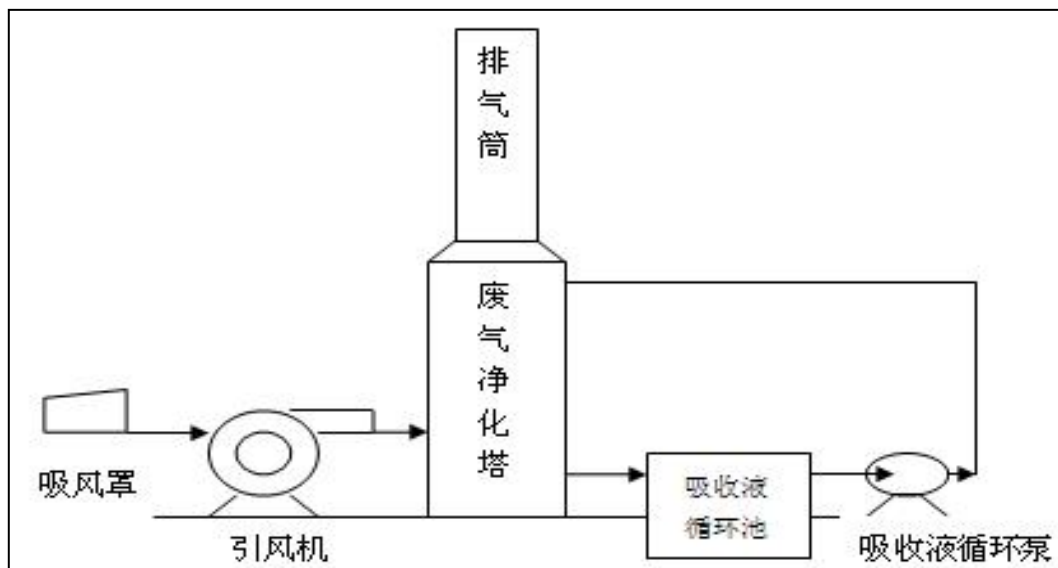 排气筒
废气净化塔
吸风罩
引风机
吸收液
循环池
吸收液循环泵